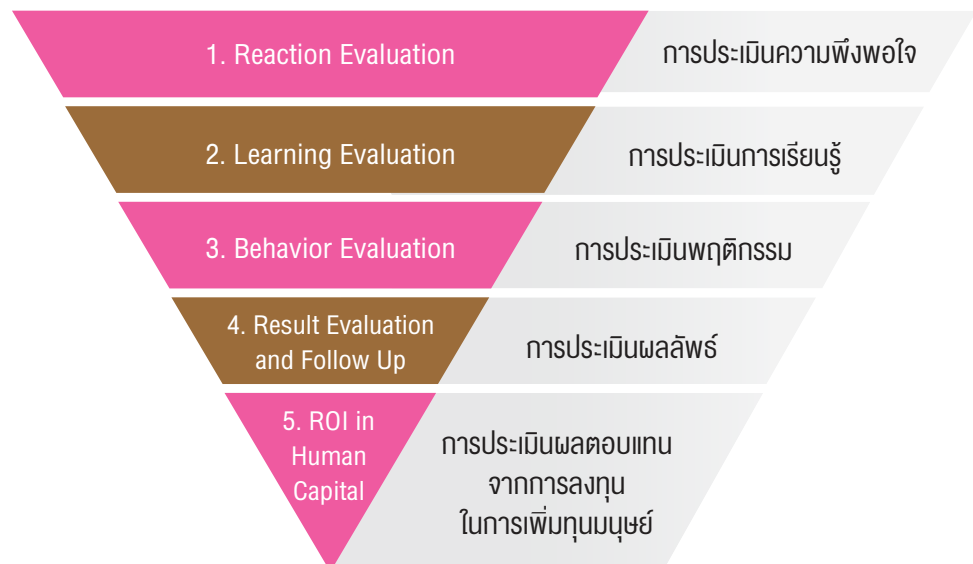 1. Reaction Evaluation
การประเมินความพึงพอใจ
2. Learning Evaluation
การประเมินการเรียนรู้
3. Behavior Evaluation
การประเมินพฤติกรรม
4. Result Evaluation
and Follow Up
การประเมินผลลัพธ์
5. ROI in
Human
Capital
การประเมินผลตอบแทน
จากการลงทุน
ในการเพิ่มทุนมนุษย์